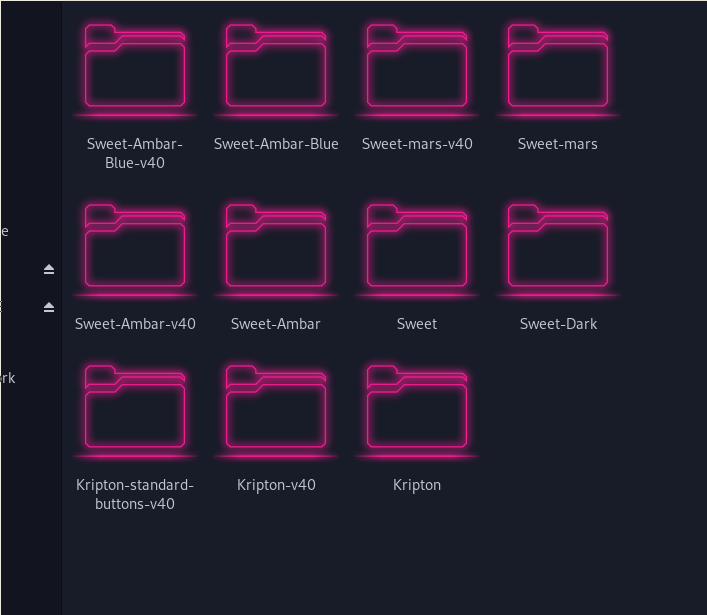 Sweet-Ambar-
Blue-v40
Sweet-Ambar-Blue
Sweet-mars-v40
Sweet-mars
e
Sweet-Ambar-v40
Sweet-Ambar
Sweet
Sweet-Dark
rk
Kripton-standard-
buttons-v40
Kripton-v40
Kripton